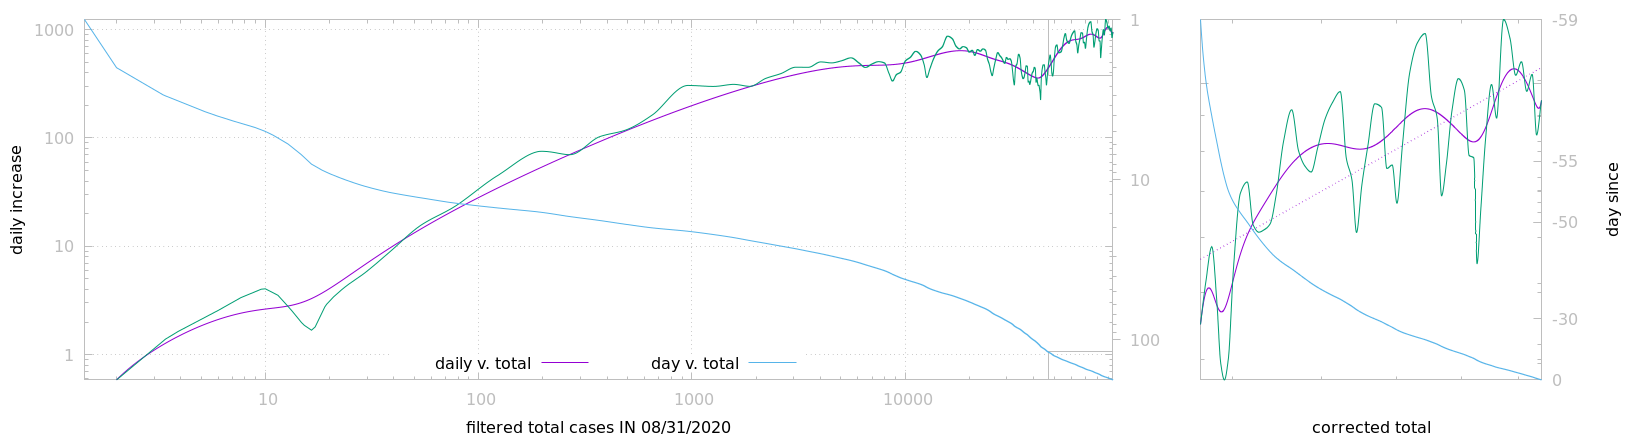 1000
100
10
1
daily increase
10
100
1000
10000
filtered total cases IN 08/31/2020
daily v. total
day v. total
1
10
100
-59
-55
-50
-30
0
day since
corrected total